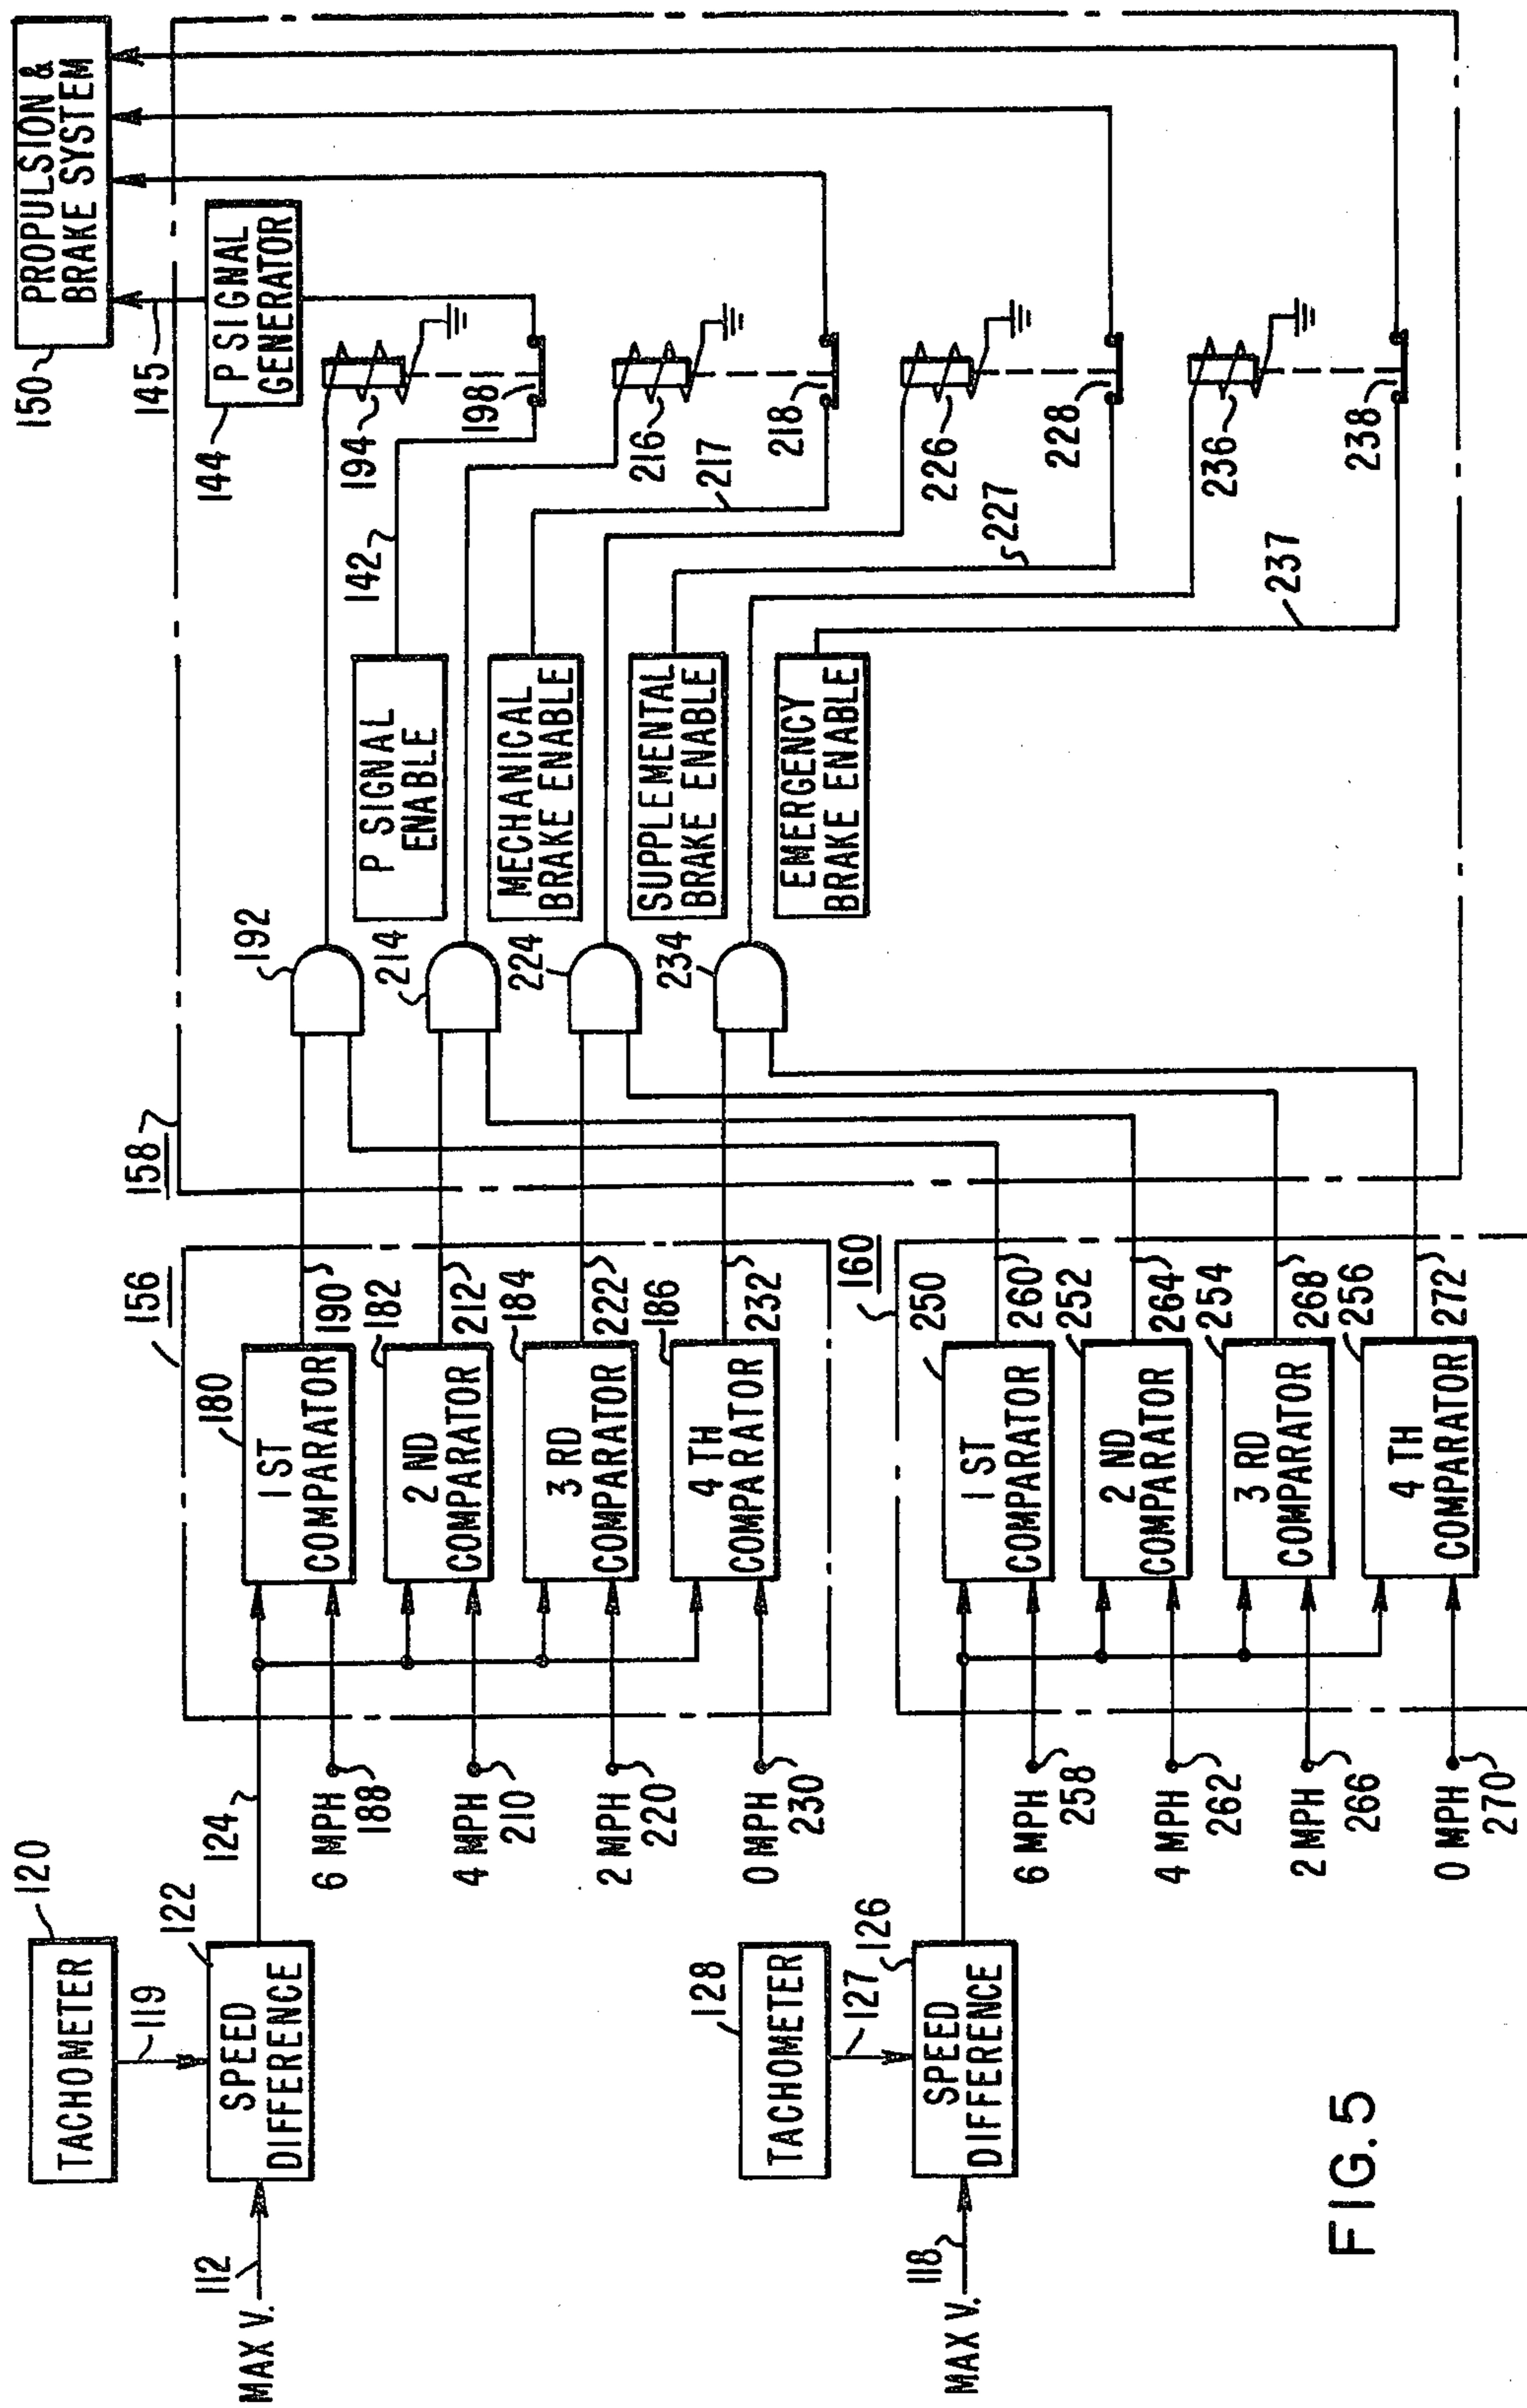 120
TACHOMETER
119
122
SPEED
DIFFERENCE
112
MAX V.
124
6 MPH
188
4 MPH
210
2 MPH
220
0 MPH
230
156
180
1 ST
COMPARATOR
190
182
2 ND
COMPARATOR
212
184
3 RD
COMPARATOR
222
186
4 TH
COMPARATOR
232
128
TACHOMETER
127
126
SPEED
DIFFERENCE
118
MAX V.
6 MPH
258
4 MPH
262
2 MPH
266
0 MPH
270
160
250
1 ST
COMPARATOR
260
252
2 ND
COMPARATOR
264
254
3 RD
COMPARATOR
268
256
4 TH
COMPARATOR
272
158
192
214
224
234
P SIGNAL
ENABLE
142
MECHANICAL
BRAKE ENABLE
217
SUPPLEMENTAL
BRAKE ENABLE
227
EMERGENCY
BRAKE ENABLE
237
194
198
216
218
226
228
236
238
144
P SIGNAL
GENERATOR
145
150
PROPULSION &
BRAKE SYSTEM
FIG. 5